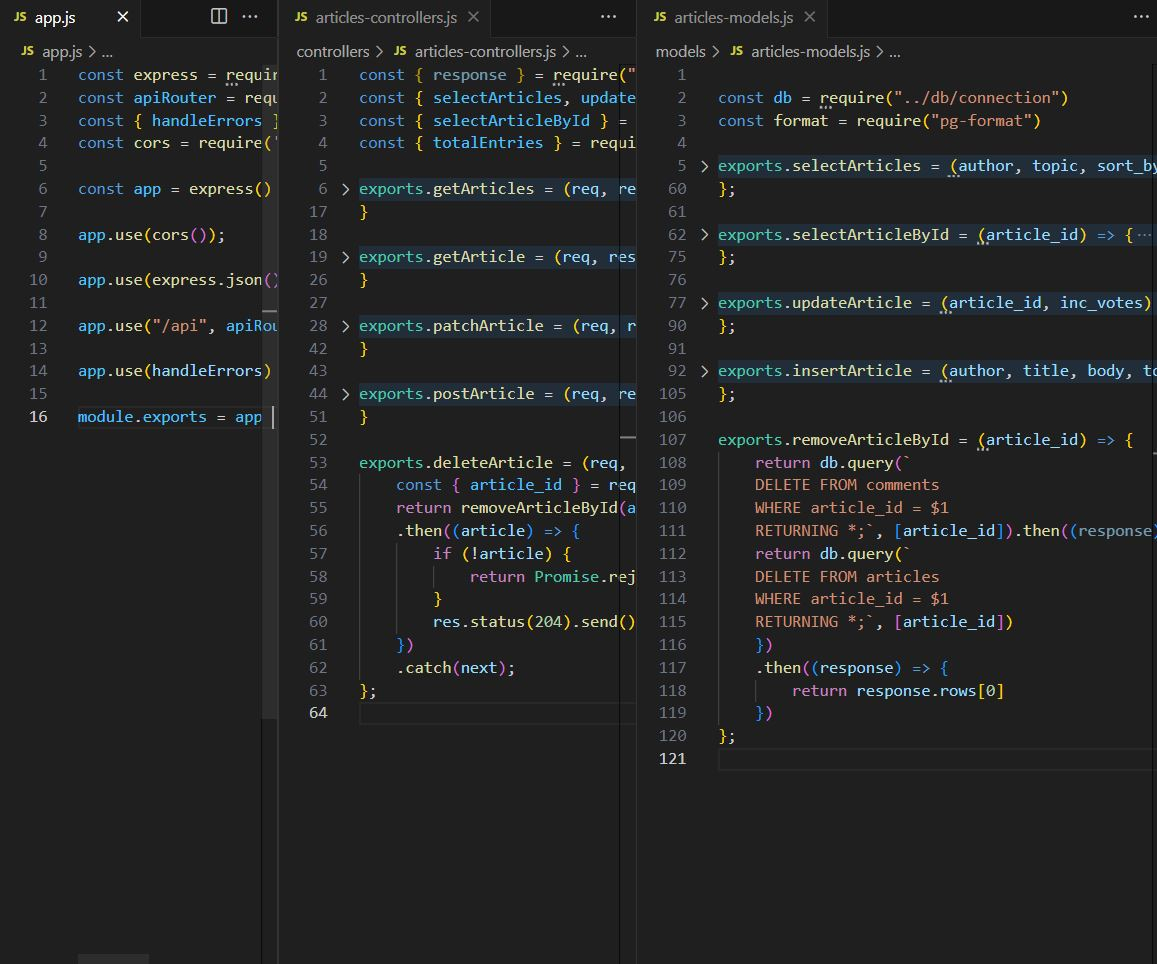 JS app.js
JS app.js > ...
1 const express = requir
2 const apiRouter = requ
3 const { handleErrors }
4 const cors = require('
5
6 const app = express()
7
8 app.use(cors());
9
10 app.use(express.json()
11
12 app.use("/api", apiRou
13
14 app.use(handleErrors)
15
16 module.exports = app
JS articles-controllers.js
controllers > JS articles-controllers.js > ...
1 const { response } = require("
2 const { selectArticles, update
3 const { selectArticleById } =
4 const { totalEntries } = requi
5
6 exports.getArticles = (req, re
17 }
18
19 exports.getArticle = (req, res
26 }
27
28 exports.patchArticle = (req, r
42 }
43
44 exports.postArticle = (req, re
51 }
52
53 exports.deleteArticle = (req,
54 const { article_id } = req
55 return removeArticleById(a
56 .then((article) => {
57 if (!article) {
58 return Promise.rej
59 }
60 res.status(204).send()
61 })
62 .catch(next);
63 };
64
JS articles-models.js
models > JS articles-models.js > ...
1
2 const db = require("../db/connection")
3 const format = require("pg-format")
4
5 exports.selectArticles = (author, topic, sort_by
60 };
61
62 exports.selectArticleById = (article_id) => {···
75 };
76
77 exports.updateArticle = (article_id, inc_votes)
90 };
91
92 exports.insertArticle = (author, title, body, to
105 };
106
107 exports.removeArticleById = (article_id) => {
108 return db.query(`
109 DELETE FROM comments
110 WHERE article_id = $1
111 RETURNING *;`, [article_id]).then((response)
112 return db.query(`
113 DELETE FROM articles
114 WHERE article_id = $1
115 RETURNING *;`, [article_id])
116 })
117 .then((response) => {
118 return response.rows[0]
119 })
120 };
121